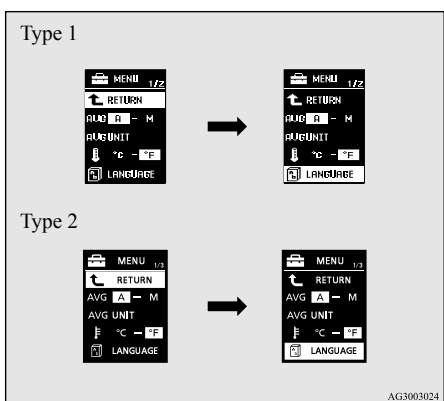 Type 1
MENU 1/2
RETURN
AVG A - M
AVG UNIT
°C - °F
LANGUAGE
MENU 1/2
RETURN
AVG A - M
AVG UNIT
°C - °F
LANGUAGE
Type 2
MENU 1/3
RETURN
AVG A - M
AVG UNIT
°C - °F
LANGUAGE
MENU 1/3
RETURN
AVG A - M
AVG UNIT
°C - °F
LANGUAGE
AG3003024